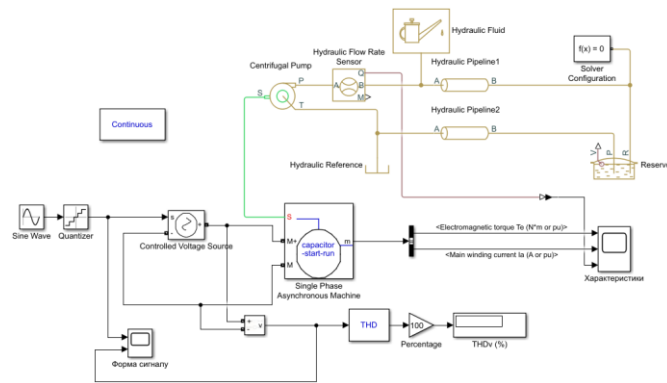 Hydraulic Fluid
f(x) = 0
Solver
Configuration
Hydraulic Flow Rate
Sensor
Centrifugal Pump
Hydraulic Pipeline1
S
P
T
A
B
Q
M
A
B
Hydraulic Pipeline2
A
B
Continuous
Hydraulic Reference
V
P
R
Reservo
Sine Wave
Quantizer
s
+
-
Controlled Voltage Source
S
M+
M
m
capacitor
-start-run
Single Phase
Asynchronous Machine
<Electromagnetic torque Te (N*m or pu)>
<Main winding current Ia (A or pu)>
Характеристики
Форма сигналу
+
-
v
THD
100
Percentage
THDv (%)